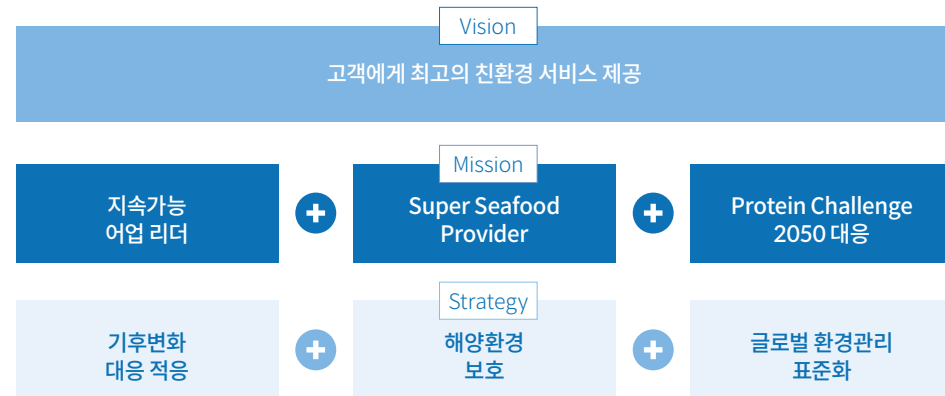 Vision
고객에게 최고의 친환경 서비스 제공
Mission
지속가능
어업 리더
Super Seafood
Provider
Protein Challenge
2050 대응
Strategy
기후변화
대응 적응
해양환경
보호
글로벌 환경관리
표준화